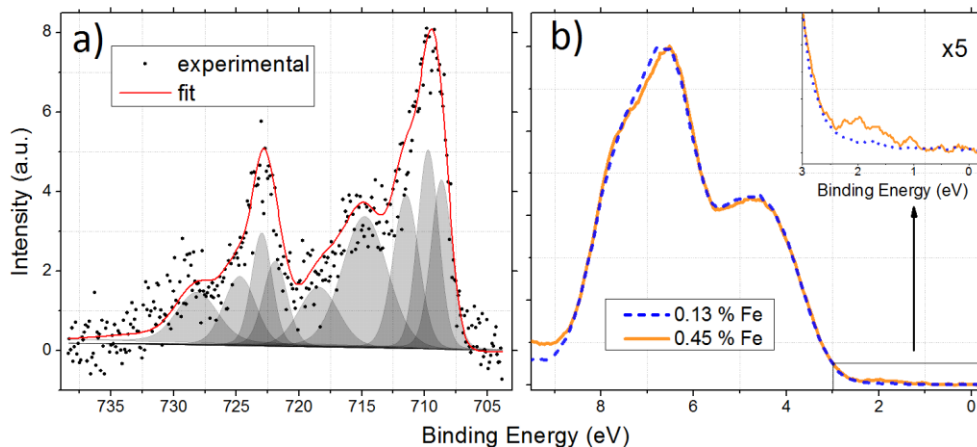 a)
experimental
fit
Intensity (a.u.)
8
6
4
2
0
735
730
725
720
715
710
705
b)
x5
3
2
1
0
Binding Energy (eV)
0.13 % Fe
0.45 % Fe
8
6
4
2
0
Binding Energy (eV)